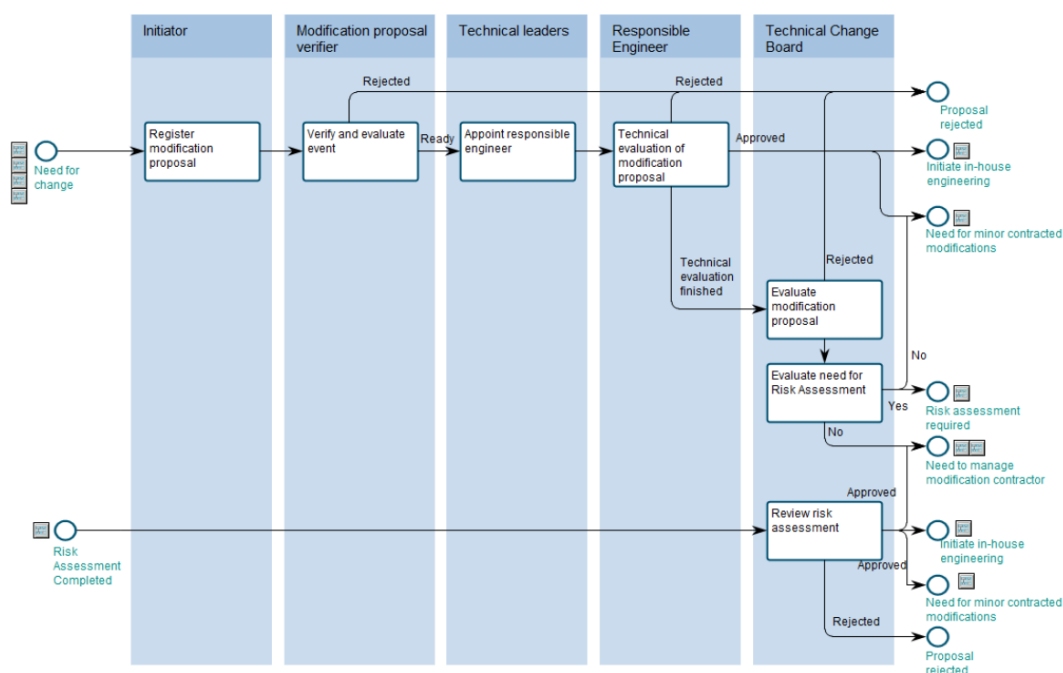 Initiator
Modification proposal
verifier
Technical leaders
Responsible
Engineer
Technical Change
Board
Rejected
Rejected
Proposal
rejected
Need for
change
Register
modification
proposal
Verify and evaluate
event
Ready
Appoint responsible
engineer
Technical
evaluation of
modification
proposal
Approved
Initiate in-house
engineering
Need for minor contracted
modifications
Technical
evaluation
finished
Rejected
Evaluate
modification
proposal
No
Evaluate need for
Risk Assessment
Yes
Risk assessment
required
No
Need to manage
modification contractor
Approved
Review risk
assessment
Initiate in-house
engineering
Risk
Assessment
Completed
Approved
Need for minor contracted
modifications
Rejected
Proposal
rejected